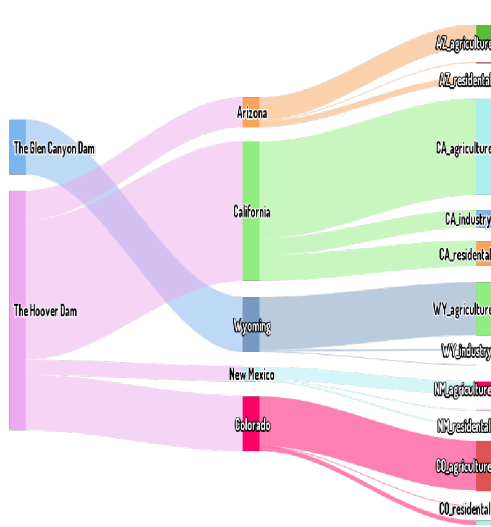 The Glen Canyon Dam
The Hoover Dam
Arizona
California
Wyoming
New Mexico
Colorado
AZ_agriculture
AZ_residental
CA_agriculture
CA_industry
CA_residental
WY_agriculture
WY_industry
NM_agriculture
NM_residental
CO_agriculture
CO_residental